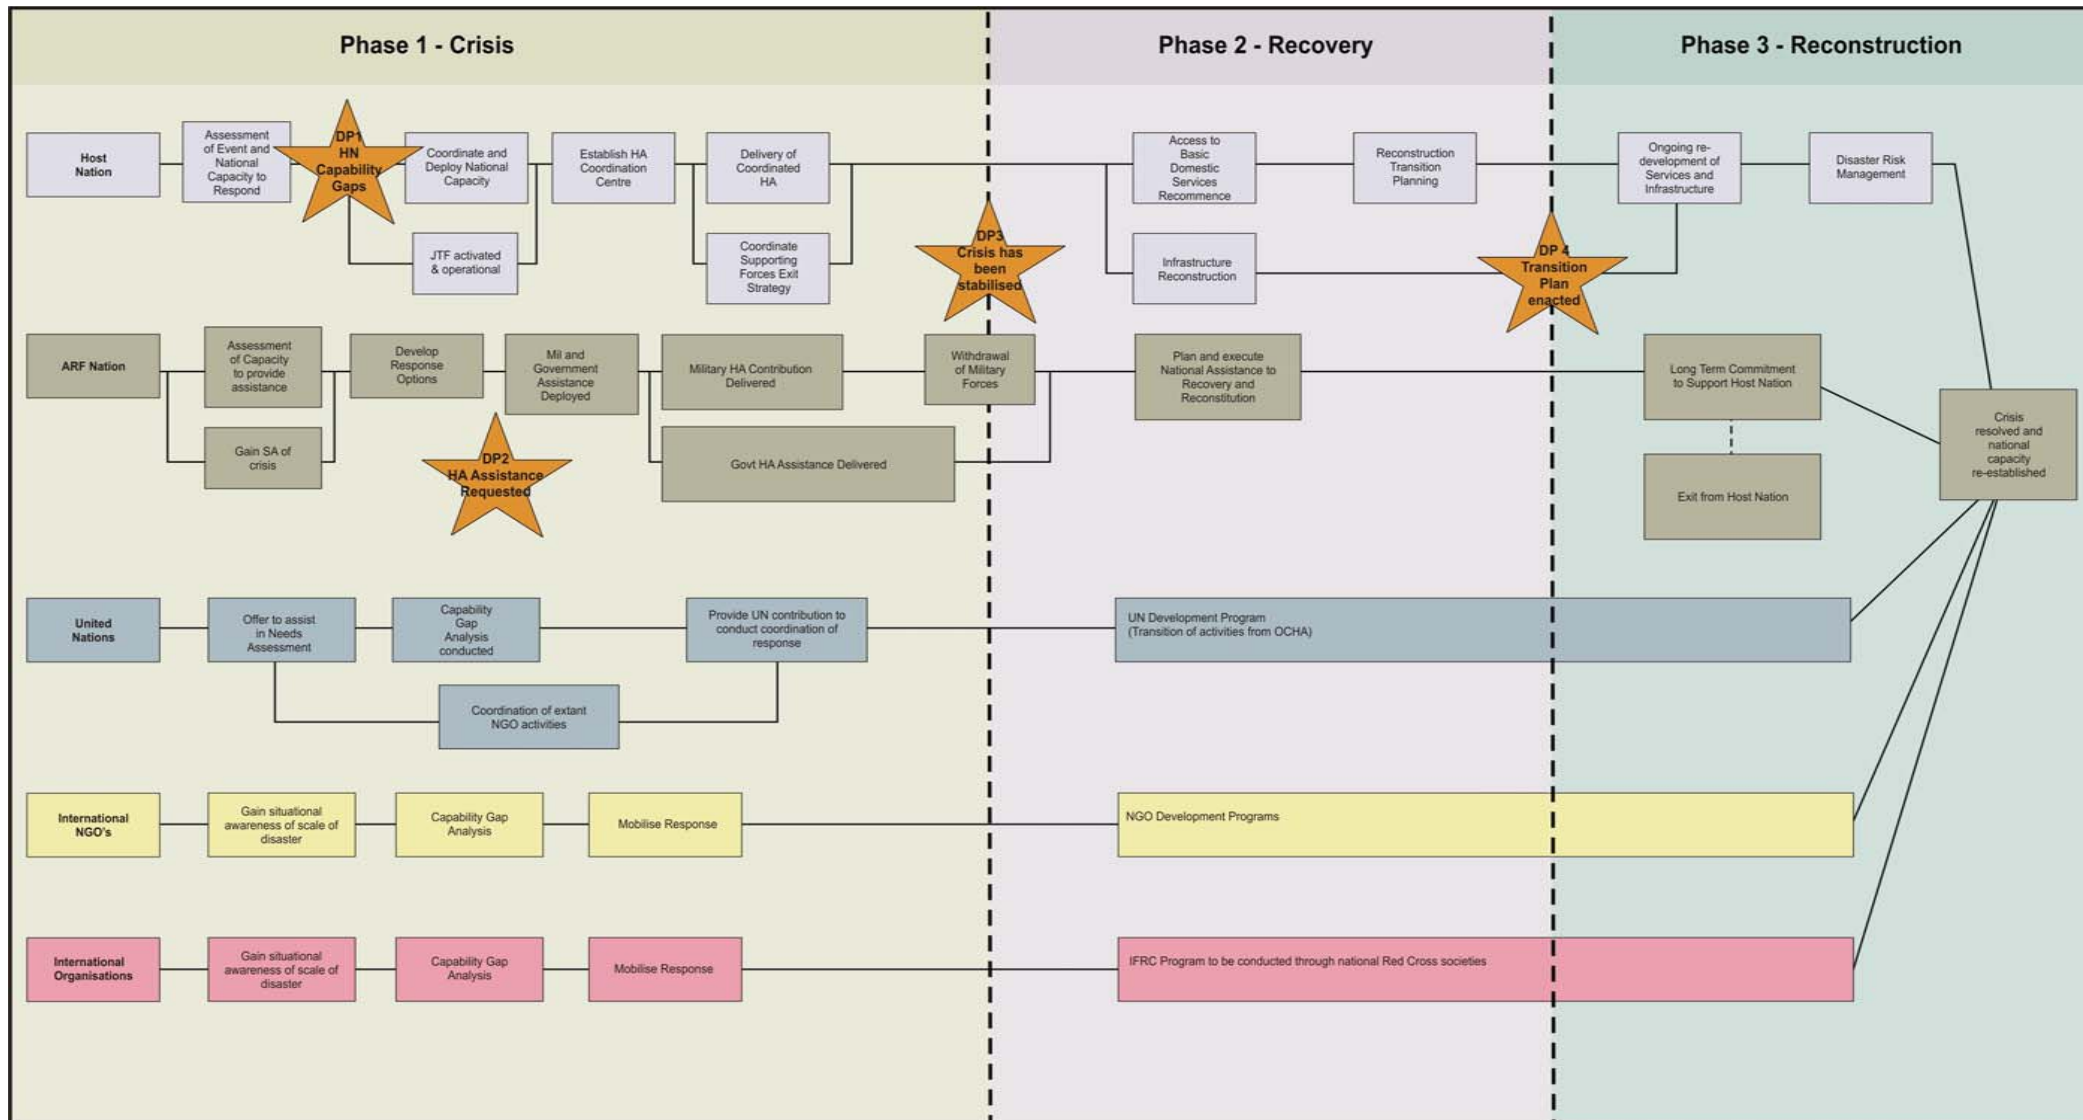 Phase 1 - Crisis
Phase 2 - Recovery
Phase 3 - Reconstruction
Host
Nation
Assessment
of Event and
National
Capacity to
Respond
DP1
HN
Capability
Gaps
Coordinate and
Deploy National
Capacity
JTF activated
& operational
Establish HA
Coordination
Centre
Delivery of
Coordinated
HA
Coordinate
Supporting
Forces Exit
Strategy
DP3
Crisis has
been
stabilised
Access to
Basic
Domestic
Services
Recommence
Reconstruction
Transition
Planning
Infrastructure
Reconstruction
DP 4
Transition
Plan
enacted
Ongoing re-
development of
Services and
Infrastructure
Disaster Risk
Management
ARF Nation
Assessment
of Capacity
to provide
assistance
Gain SA of
crisis
Develop
Response
Options
DP2
HA Assistance
Requested
Mil and
Government
Assistance
Deployed
Military HA Contribution
Delivered
Govt HA Assistance Delivered
Withdrawal
of Military
Forces
Plan and execute
National Assistance to
Recovery and
Reconstitution
Long Term Commitment
to Support Host Nation
Exit from Host Nation
Crisis
resolved and
national
capacity
re-established
United
Nations
Offer to assist
in Needs
Assessment
Capability
Gap
Analysis
conducted
Provide UN contribution to
conduct coordination of
response
Coordination of extant
NGO activities
UN Development Program
(Transition of activities from OCHA)
International
NGO's
Gain situational
awareness of scale of
disaster
Capability Gap
Analysis
Mobilise Response
NGO Development Programs
International
Organisations
Gain situational
awareness of scale of
disaster
Capability Gap
Analysis
Mobilise Response
IFRC Program to be conducted through national Red Cross societies